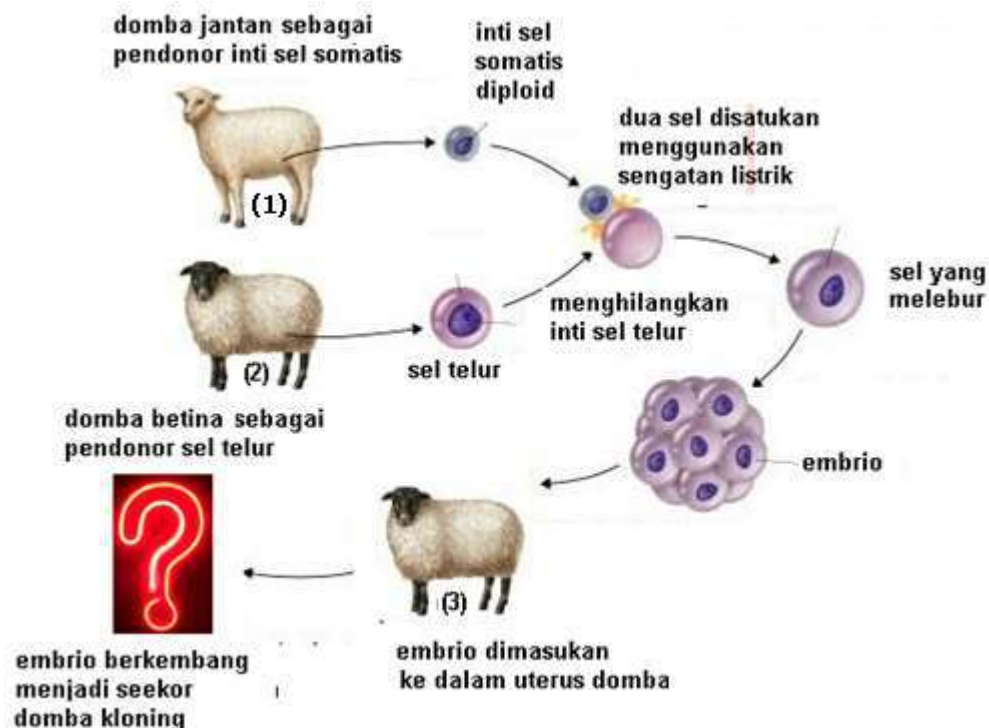 domba jantan sebagai
pendonor inti sel somatis
inti sel
somatis
diploid
dua sel disatukan
menggunakan
sengatan listrik
(1)
menghilangkan
inti sel telur
sel yang
melebur
(2)
sel telur
domba betina sebagai
pendonor sel telur
embrio
(3)
embrio dimasukan
ke dalam uterus domba
embrio berkembang
menjadi seekor
domba kloning